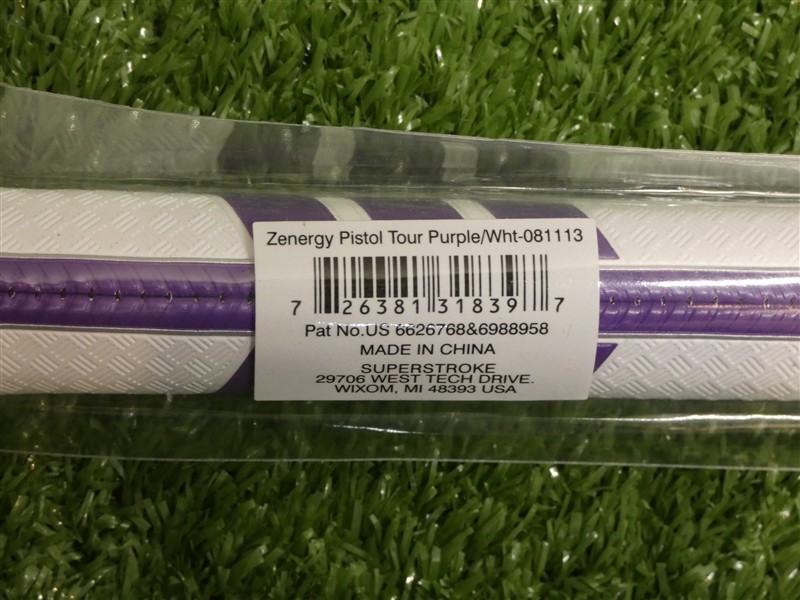 Zenergy Pistol Tour Purple/Wht-081113
7 26381 31839 7
Pat No.US 6626768&6988958
MADE IN CHINA
SUPERSTROKE
29706 WEST TECH DRIVE.
WIXOM, MI 48393 USA